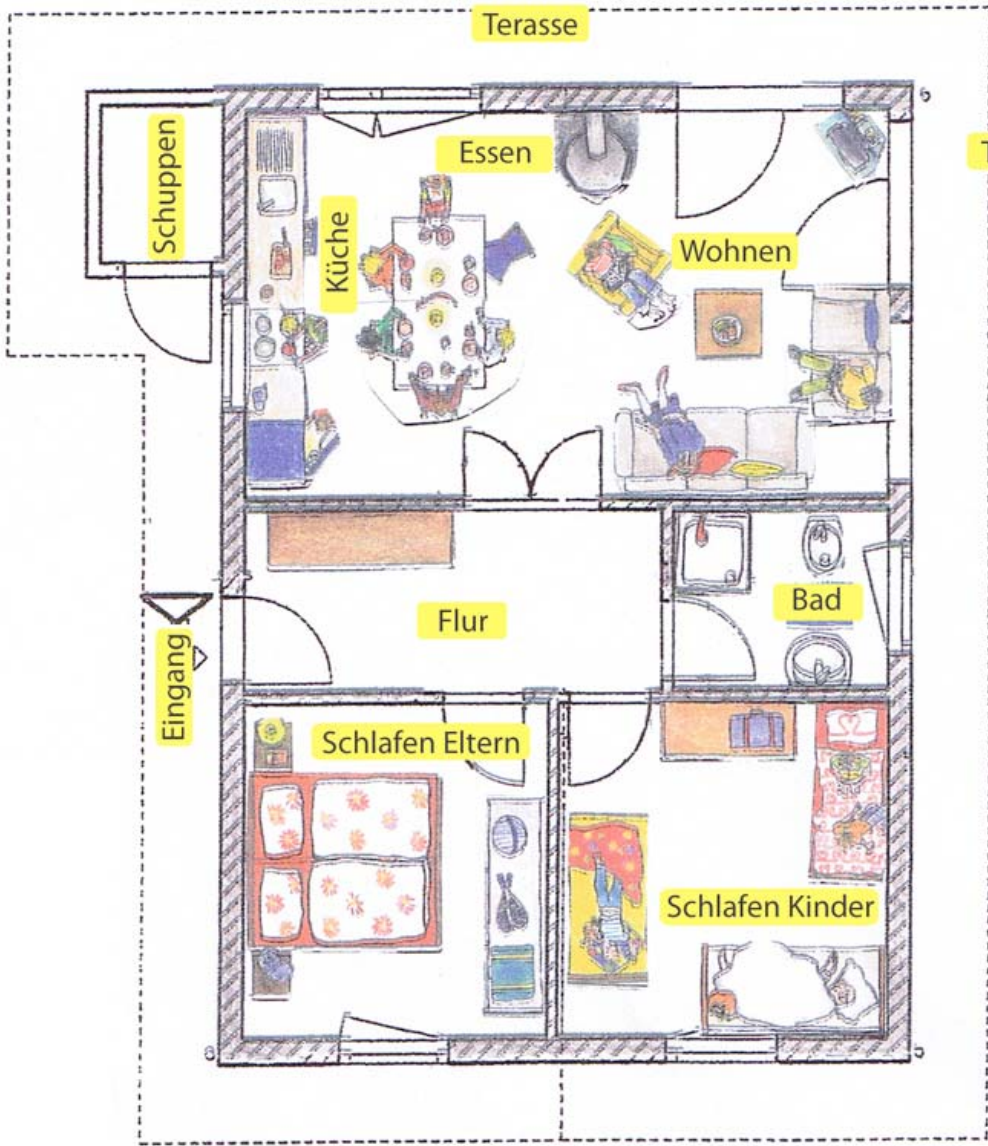 Terasse
Schuppen
Essen
T
Küche
Wohnen
Flur
Bad
Eingang
Schlafen Eltern
Schlafen Kinder